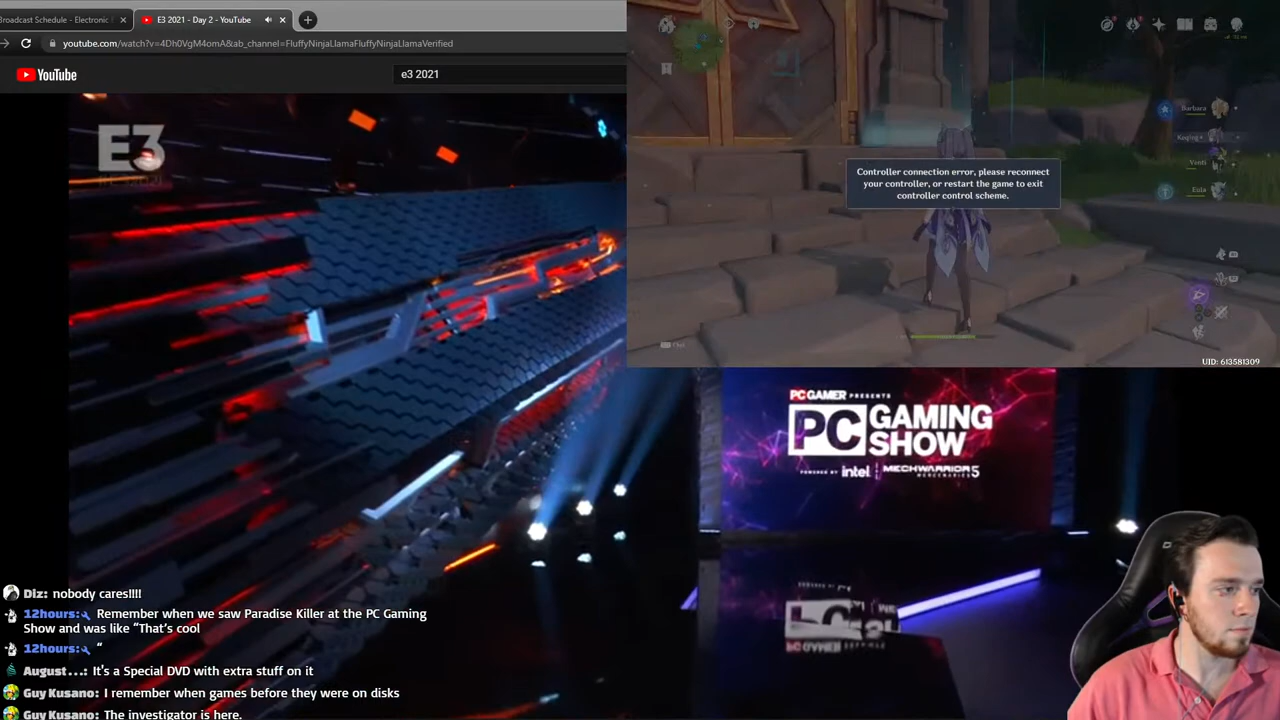 Broadcast Schedule - Electronic
E3 2021 - Day 2 - YouTube
youtube.com/watch?v=4Dh0VgM4omA&ab_channel=FluffyNinjaLlamaFluffyNinjaLlamaVerified
YouTube
e3 2021
E3
Barbara
Keqing
Venti
Eula
Controller connection error, please reconnect
your controller, or restart the game to exit
controller control scheme.
UID: 613581309
PC GAMER PRESENTS
PC GAMING
SHOW
POWERED BY intel MECHWARRIOR 5
MERCENARIES
Diz: nobody cares!!!!
12hours: Remember when we saw Paradise Killer at the PC Gaming
Show and was like "That's cool
12hours: "
August...: It's a Special DVD with extra stuff on it
Guy Kusano: I remember when games before they were on disks
Guy Kusano: The investigator is here.